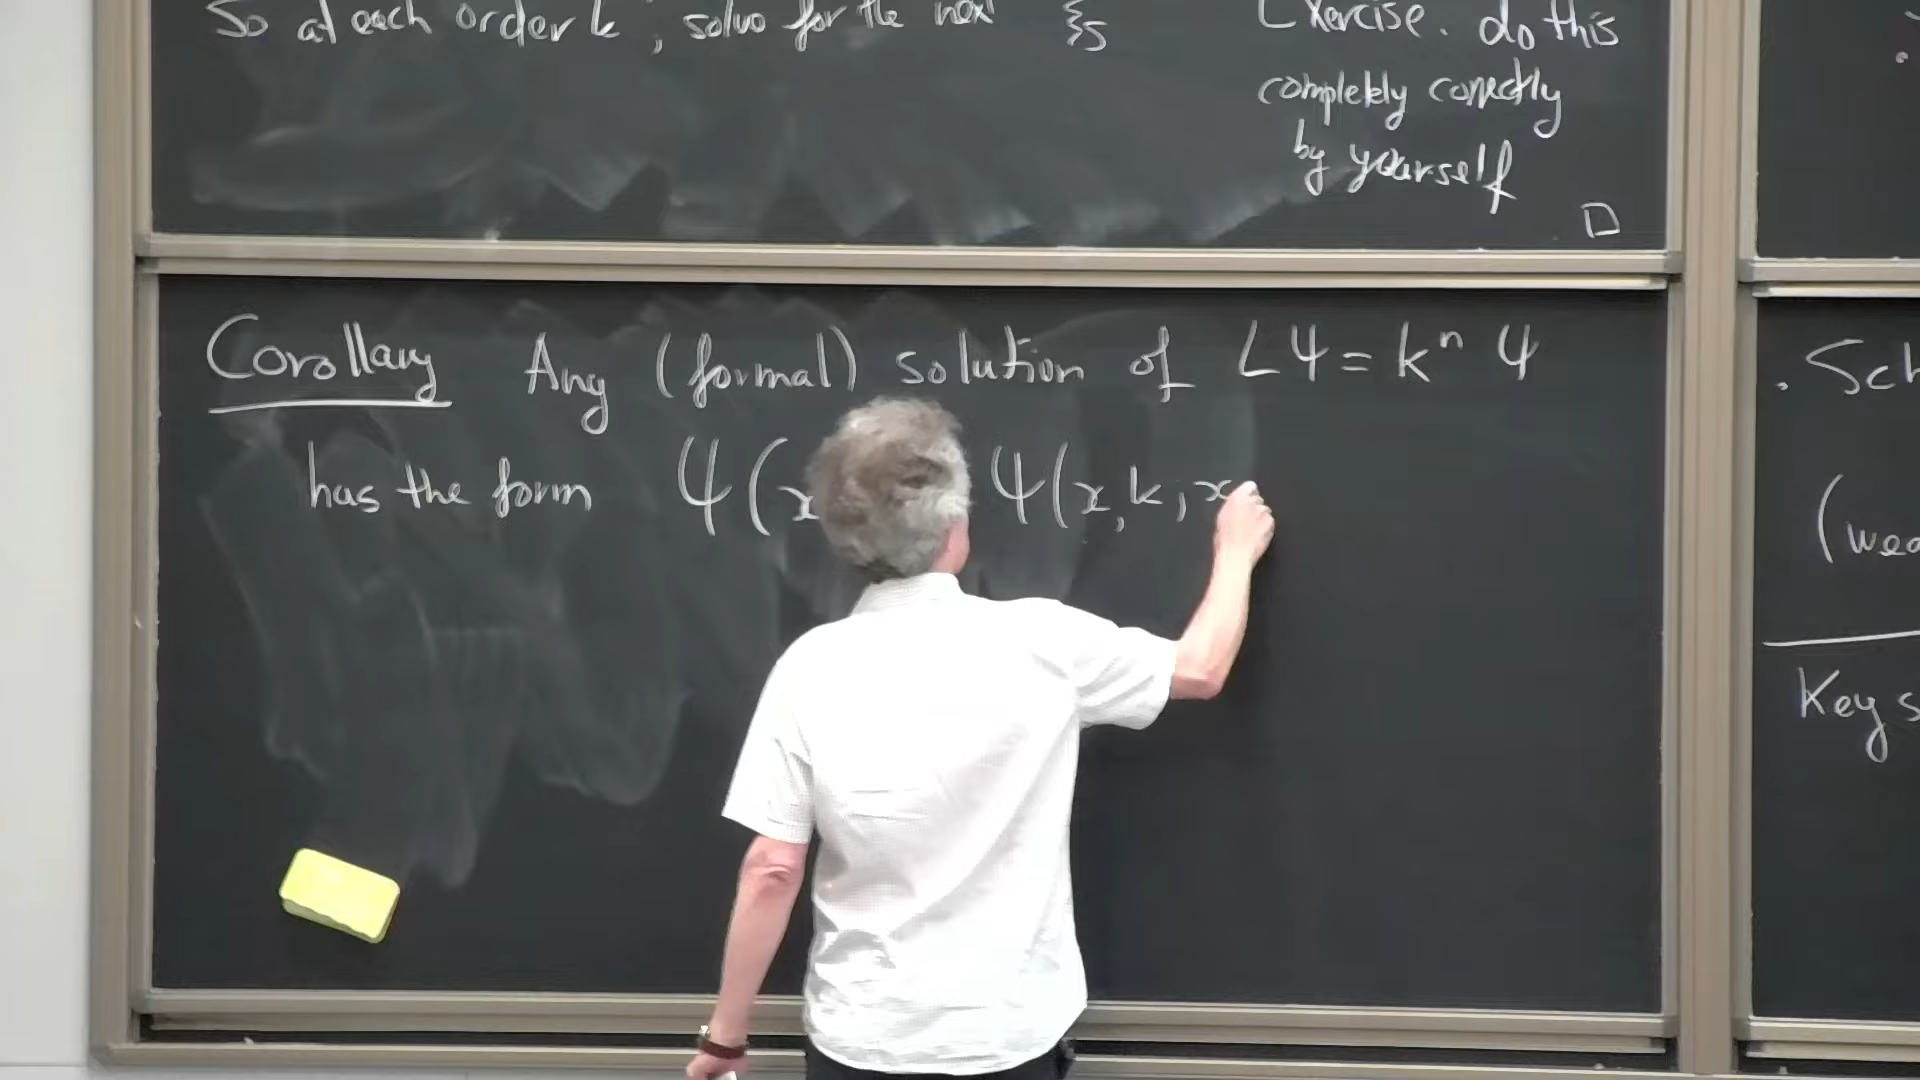 So at each order k, solve for the next ξs
Exercise. do this
completely correctly
by yourself
□
Corollary Any (formal) solution of Lψ = kⁿ ψ
has the form ψ(x ψ(x,k; x
. Sch
(wea
Key s